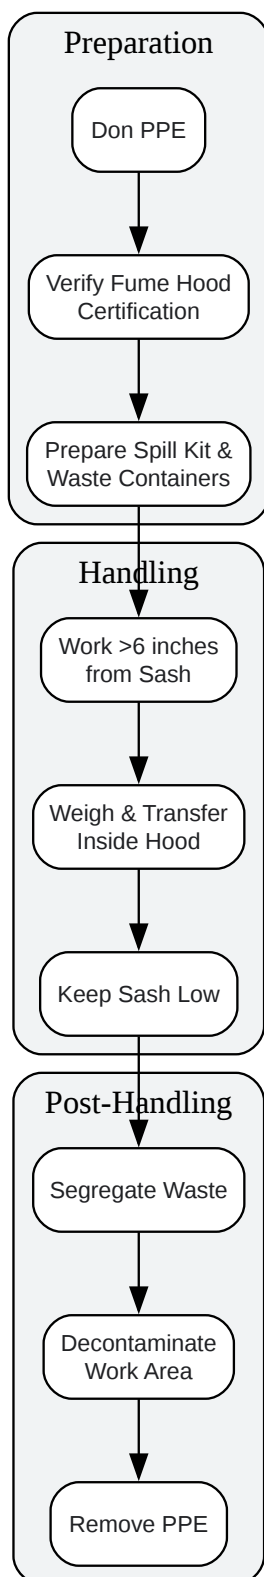 Preparation
Don PPE
Verify Fume Hood
Certification
Prepare Spill Kit &
Waste Containers
Handling
Work >6 inches
from Sash
Weigh & Transfer
Inside Hood
Keep Sash Low
Post-Handling
Segregate Waste
Decontaminate
Work Area
Remove PPE